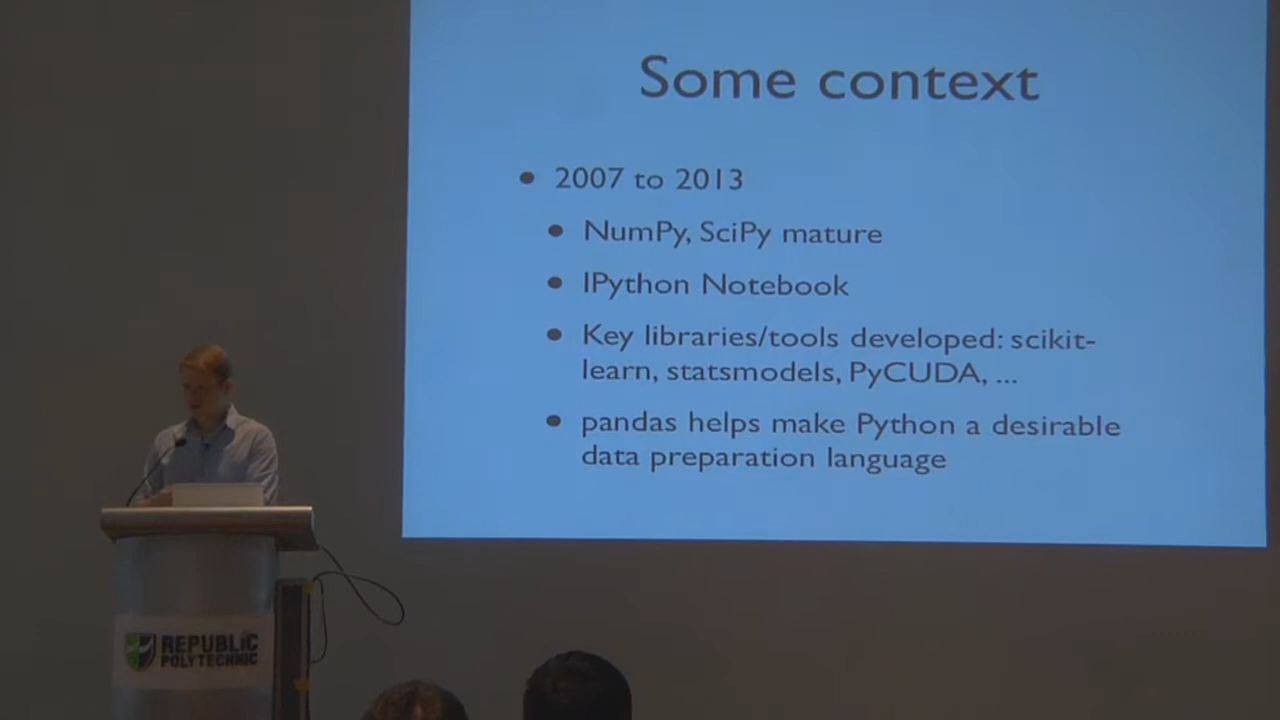 Some context
• 2007 to 2013
• NumPy, SciPy mature
• IPython Notebook
• Key libraries/tools developed: scikit-
learn, statsmodels, PyCUDA, ...
• pandas helps make Python a desirable
data preparation language
REPUBLIC
POLYTECHNIC